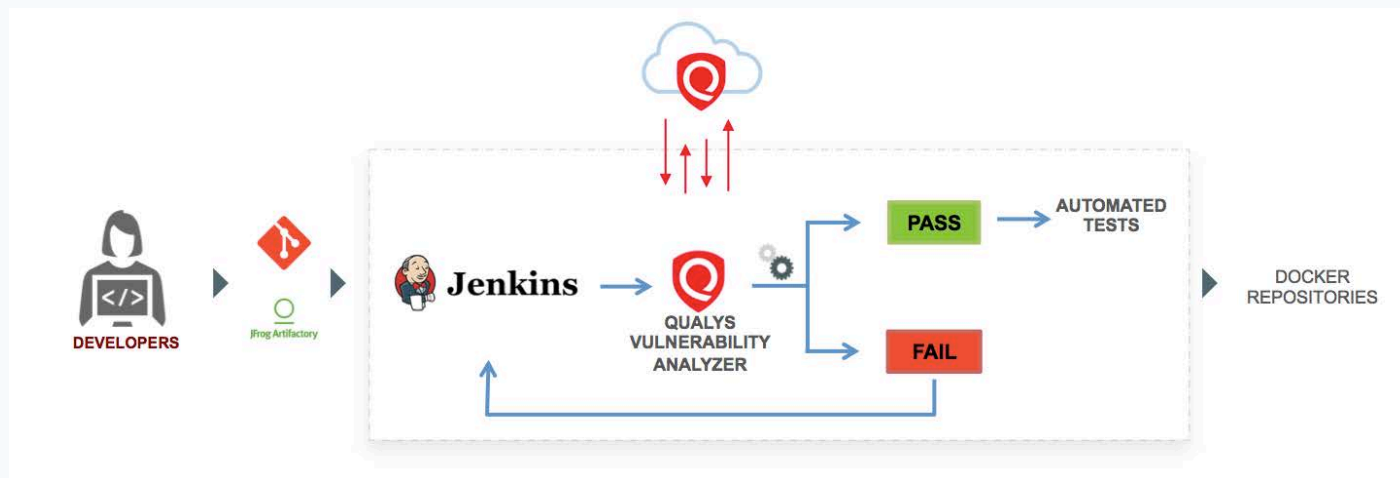 </>
DEVELOPERS
JFrog Artifactory
Jenkins
QUALYS
VULNERABILITY
ANALYZER
PASS
AUTOMATED
TESTS
FAIL
DOCKER
REPOSITORIES